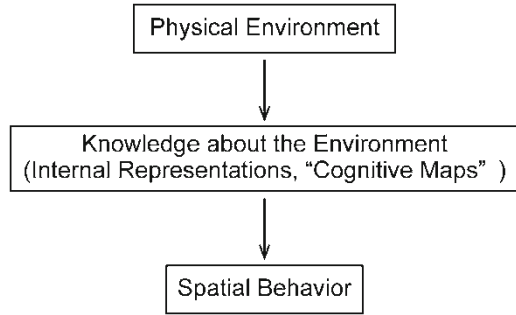 Physical Environment
Knowledge about the Environment
(Internal Representations, “Cognitive Maps” )
Spatial Behavior